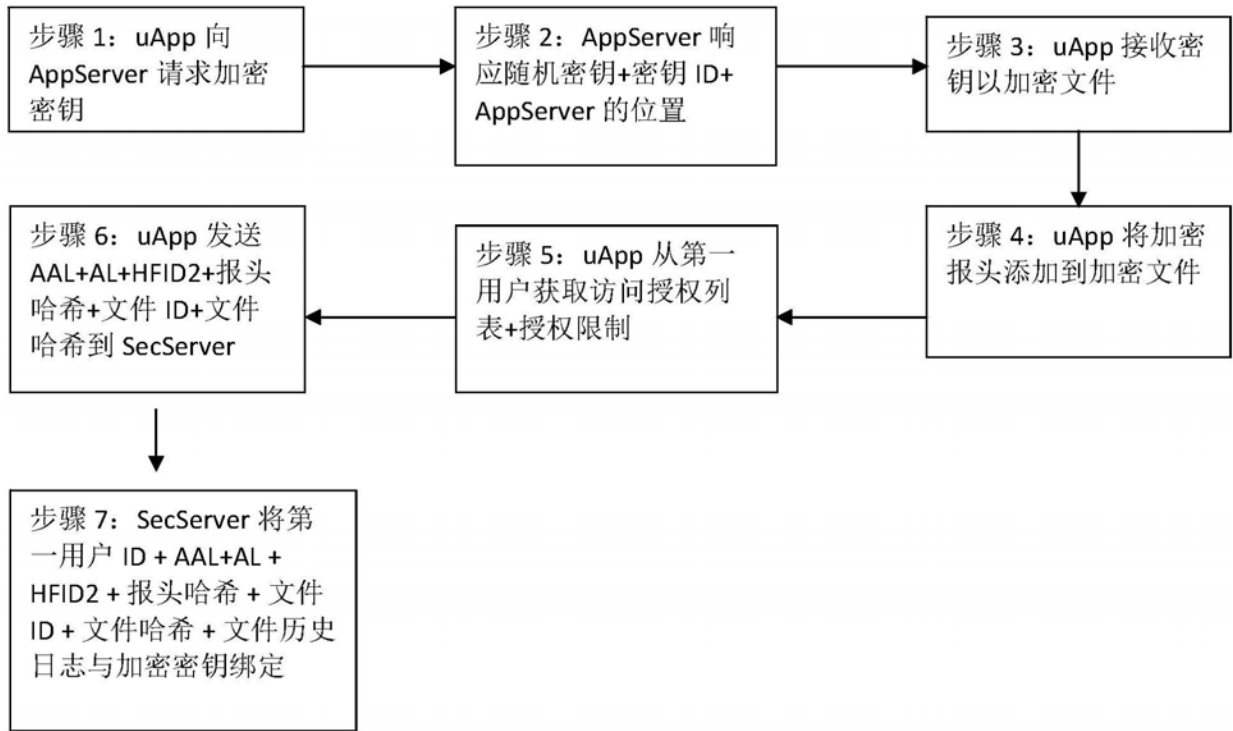 步骤 1：uApp 向
AppServer 请求加密
密钥
步骤 2：AppServer 响
应随机密钥+密钥 ID+
AppServer 的位置
步骤 3：uApp 接收密
钥以加密文件
步骤 4：uApp 将加密
报头添加到加密文件
步骤 5：uApp 从第一
用户获取访问授权列
表+授权限制
步骤 6：uApp 发送
AAL+AL+HFID2+报头
哈希+文件 ID+文件
哈希到 SecServer
步骤 7：SecServer 将第
一用户 ID + AAL+AL +
HFID2 + 报头哈希 + 文件
ID + 文件哈希 + 文件历史
日志与加密密钥绑定